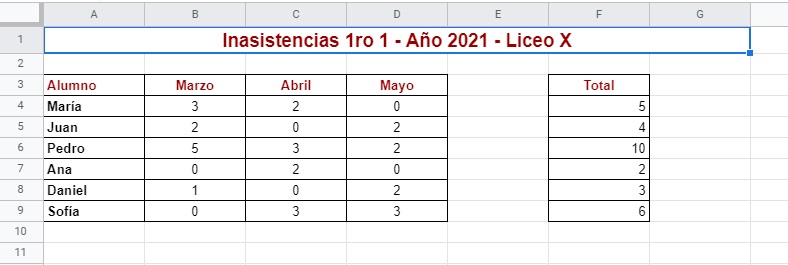 A B C D E F G
1 Inasistencias 1ro 1 - Año 2021 - Liceo X
2
3 Alumno Marzo Abril Mayo Total
4 María 3 2 0 5
5 Juan 2 0 2 4
6 Pedro 5 3 2 10
7 Ana 0 2 0 2
8 Daniel 1 0 2 3
9 Sofía 0 3 3 6
10
11